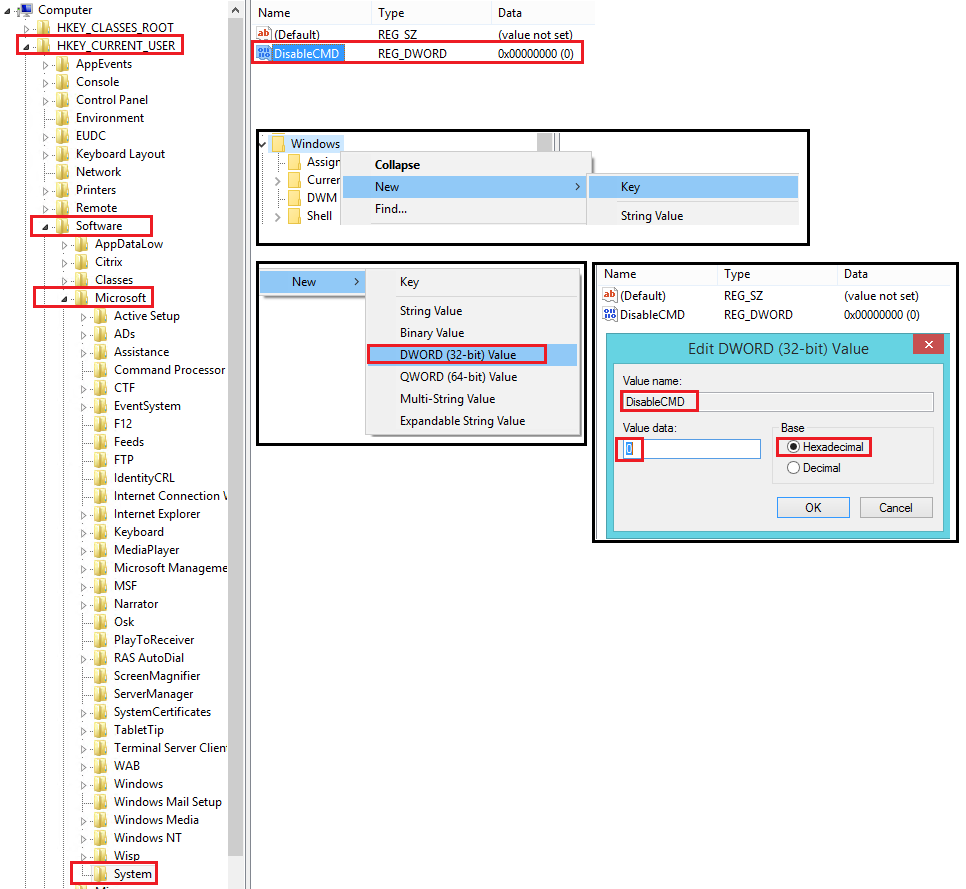 Computer
HKEY_CLASSES_ROOT
HKEY_CURRENT_USER
AppEvents
Console
Control Panel
Environment
EUDC
Keyboard Layout
Network
Printers
Remote
Software
AppDataLow
Citrix
Classes
Microsoft
Active Setup
ADs
Assistance
Command Processor
CTF
EventSystem
F12
Feeds
FTP
IdentityCRL
Internet Connection W
Internet Explorer
Keyboard
MediaPlayer
Microsoft Manageme
MSF
Narrator
Osk
PlayToReceiver
RAS AutoDial
ScreenMagnifier
ServerManager
SystemCertificates
TabletTip
Terminal Server Client
WAB
Windows
Windows Mail Setup
Windows Media
Windows NT
Wisp
System
Name Type Data
(Default) REG_SZ (value not set)
DisableCMD REG_DWORD 0x00000000 (0)
Windows
Assign
Curren
DWM
Shell
Collapse
New
Find...
Key
String Value
New
Key
String Value
Binary Value
DWORD (32-bit) Value
QWORD (64-bit) Value
Multi-String Value
Expandable String Value
Name Type Data
(Default) REG_SZ (value not set)
DisableCMD REG_DWORD 0x00000000 (0)
Edit DWORD (32-bit) Value
Value name:
DisableCMD
Value data:
0
Base
Hexadecimal
Decimal
OK Cancel